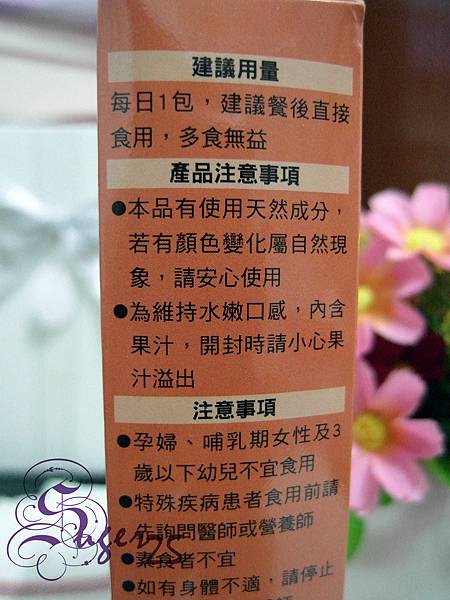 建議用量
每日1包，建議餐後直接
食用，多食無益
產品注意事項
●本品有使用天然成分，
若有顏色變化屬自然現
象，請安心使用
●為維持水嫩口感，內含
果汁，開封時請小心果
汁溢出
注意事項
●孕婦、哺乳期女性及3
歲以下幼兒不宜食用
●特殊疾病患者食用前請
先詢問醫師或營養師
●素食者不宜
●如有身體不適，請停止